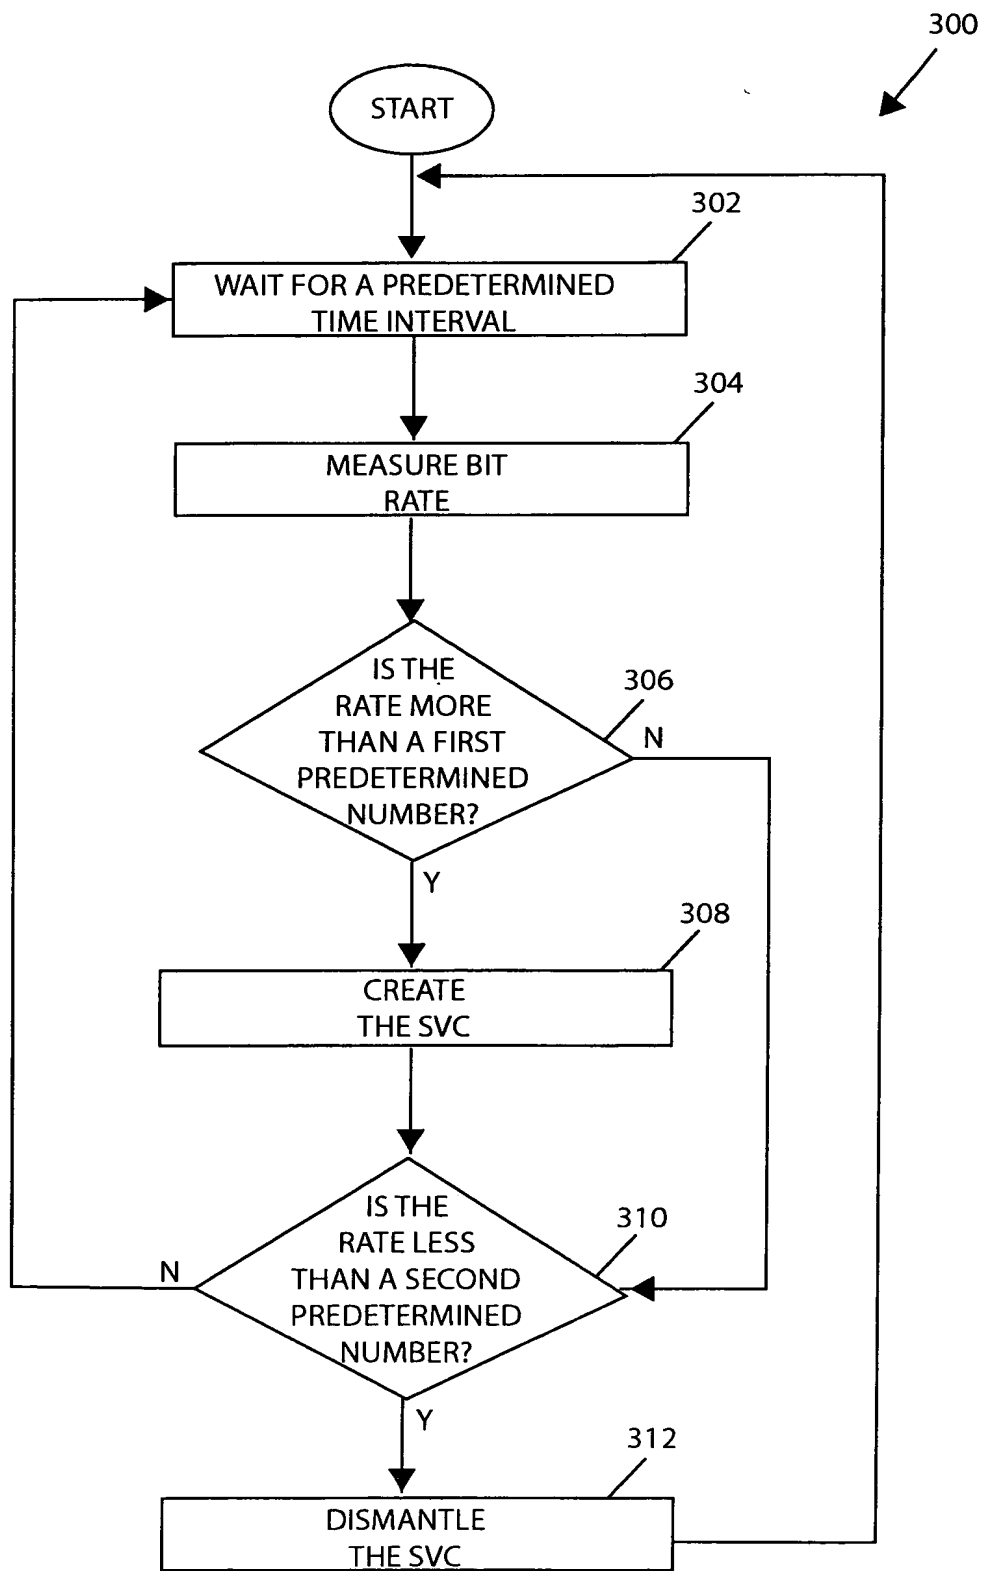 300
START
302
WAIT FOR A PREDETERMINED
TIME INTERVAL
304
MEASURE BIT
RATE
IS THE
RATE MORE
THAN A FIRST
PREDETERMINED
NUMBER?
306
N
Y
308
CREATE
THE SVC
IS THE
RATE LESS
THAN A SECOND
PREDETERMINED
NUMBER?
310
N
Y
312
DISMANTLE
THE SVC